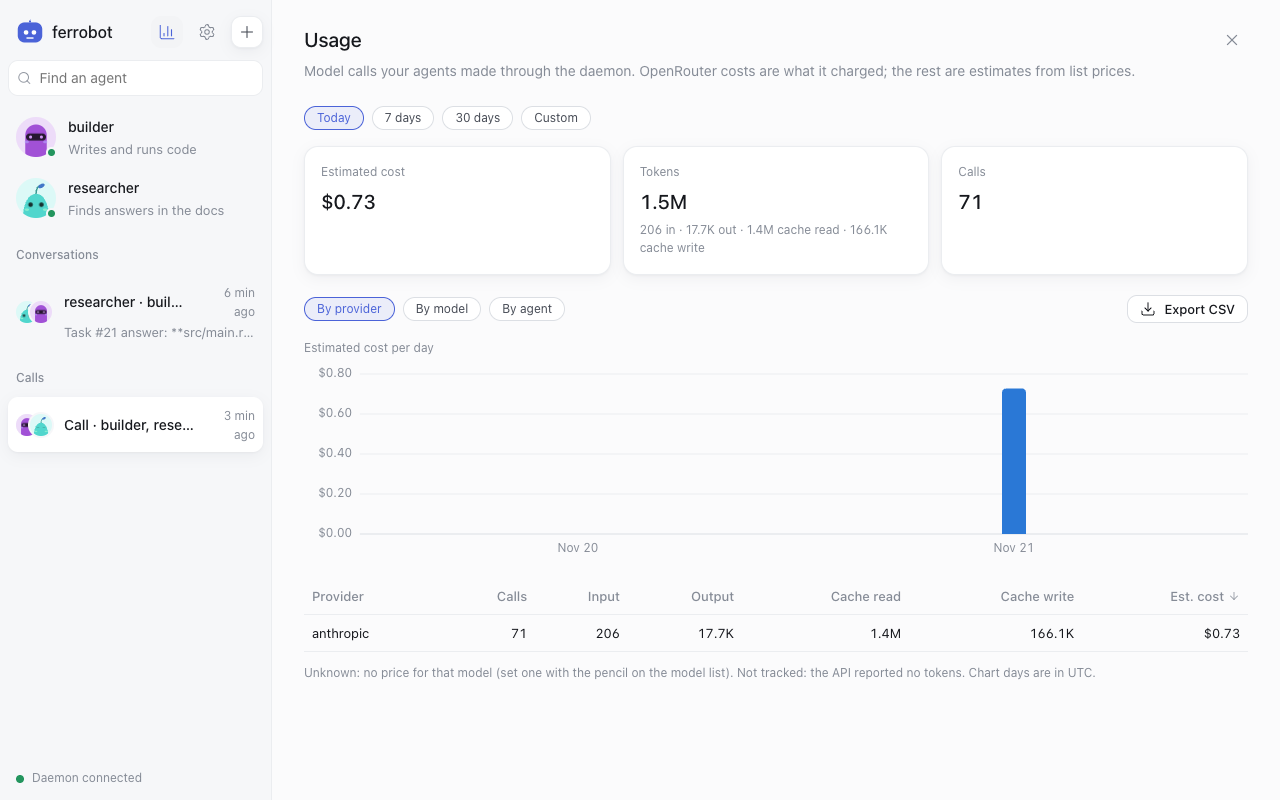 ferrobot
Find an agent
builder
Writes and runs code
researcher
Finds answers in the docs
Conversations
researcher · buil...
6 min ago
Task #21 answer: **src/main.r...
Calls
Call · builder, rese...
3 min ago
Daemon connected
Usage
Model calls your agents made through the daemon. OpenRouter costs are what it charged; the rest are estimates from list prices.
Today 7 days 30 days Custom
Estimated cost
$0.73
Tokens
1.5M
206 in · 17.7K out · 1.4M cache read · 166.1K
cache write
Calls
71
By provider By model By agent
Export CSV
Estimated cost per day
$0.80
$0.60
$0.40
$0.20
$0.00
Nov 20 Nov 21
Provider Calls Input Output Cache read Cache write Est. cost ↓
anthropic 71 206 17.7K 1.4M 166.1K $0.73
Unknown: no price for that model (set one with the pencil on the model list). Not tracked: the API reported no tokens. Chart days are in UTC.